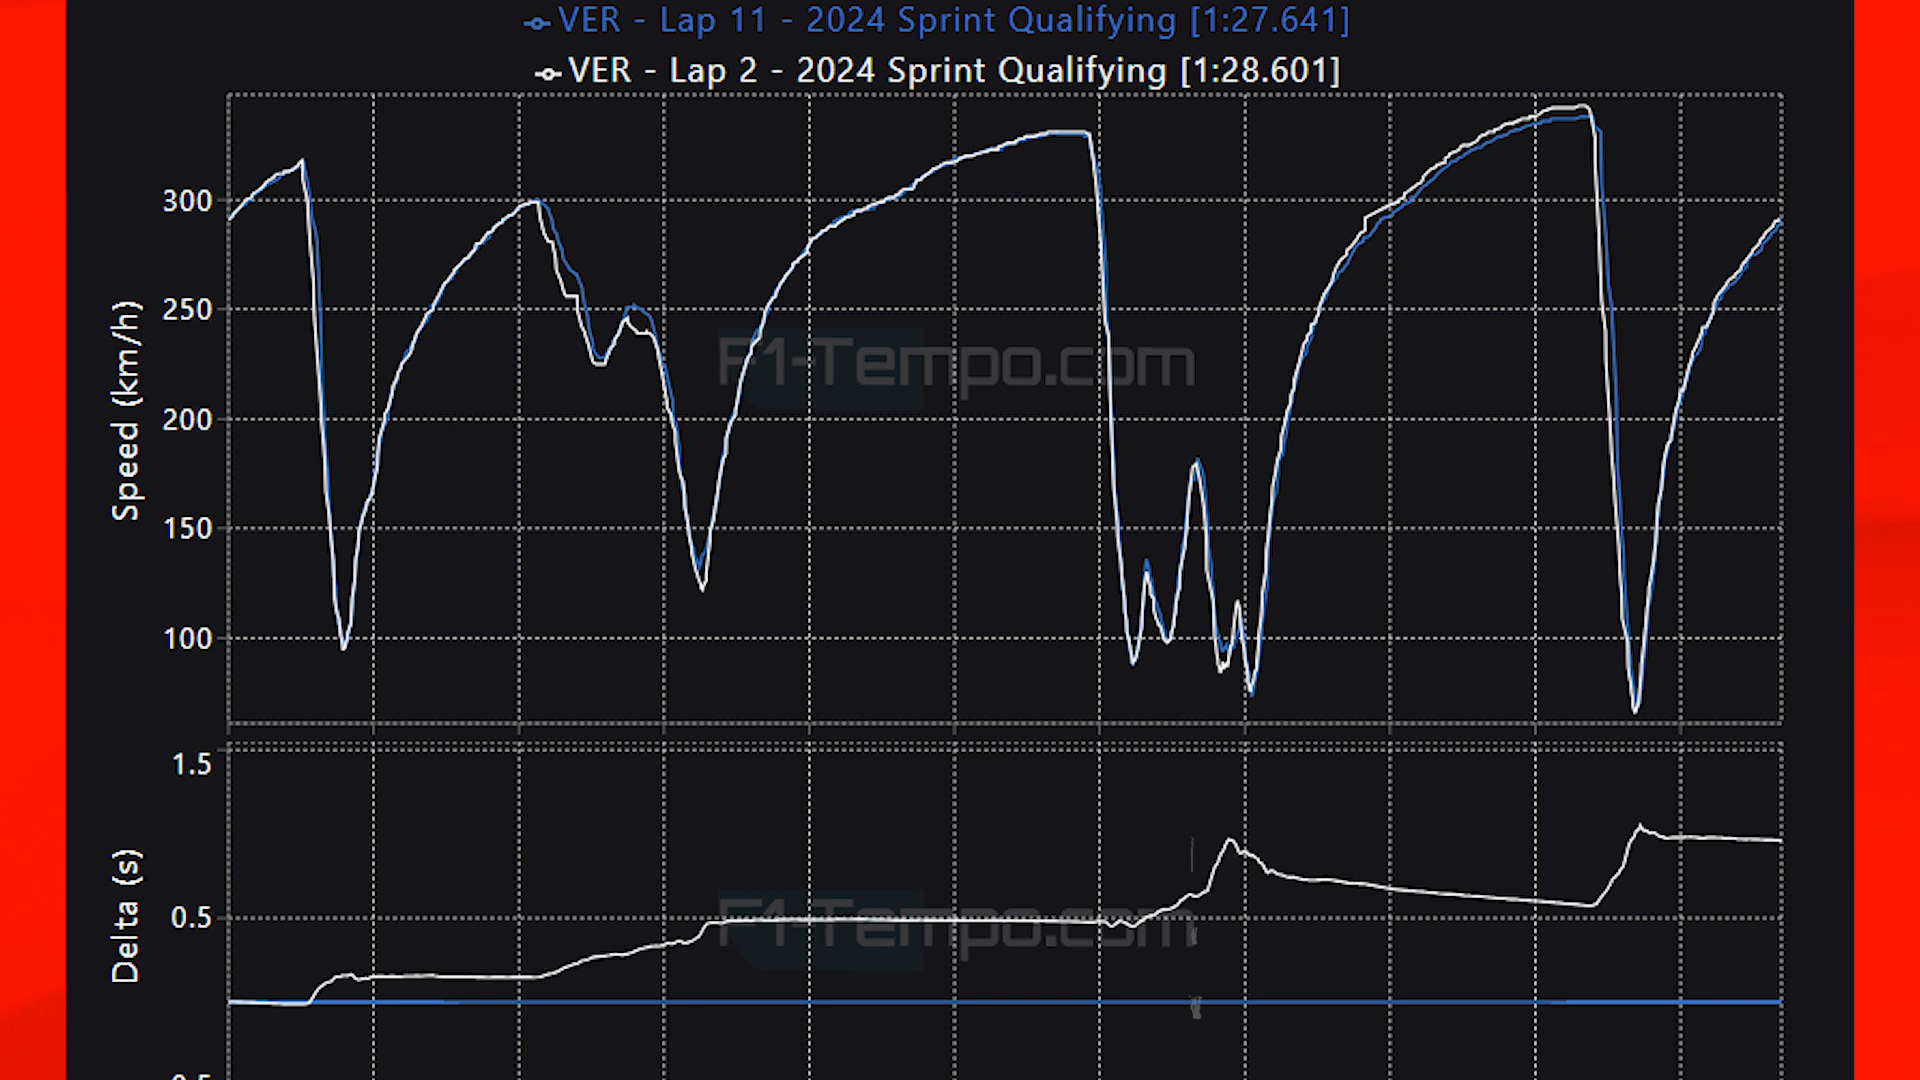 VER - Lap 11 - 2024 Sprint Qualifying [1:27.641]
VER - Lap 2 - 2024 Sprint Qualifying [1:28.601]
300
250
200
150
100
Speed (km/h)
F1-Tempo.com
1.5
0.5
Delta (s)
F1-Tempo.com